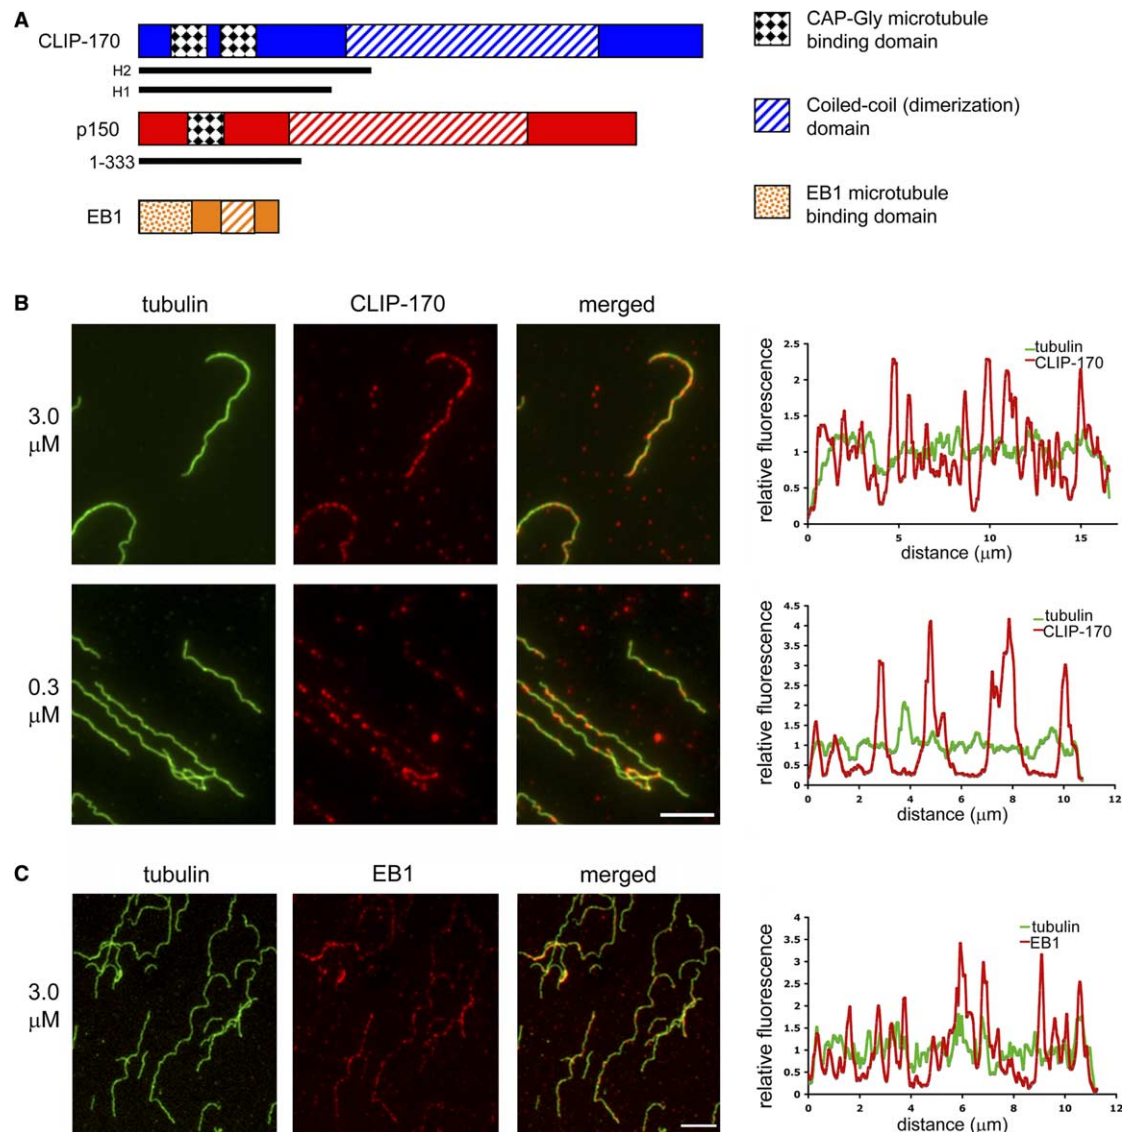 A
CLIP-170
H2
H1
p150
1-333
EB1
CAP-Gly microtubule
binding domain
Coiled-coil (dimerization)
domain
EB1 microtubule
binding domain
B
tubulin
CLIP-170
merged
3.0
μM
relative fluorescence
2.5
2
1.5
1
0.5
0
0
5
10
15
distance (μm)
tubulin
CLIP-170
0.3
μM
relative fluorescence
4.5
4
3.5
3
2.5
2
1.5
1
0.5
0
0
2
4
6
8
10
12
distance (μm)
tubulin
CLIP-170
C
tubulin
EB1
merged
3.0
μM
relative fluorescence
4
3.5
3
2.5
2
1.5
1
0.5
0
0
2
4
6
8
10
12
distance (μm)
tubulin
EB1